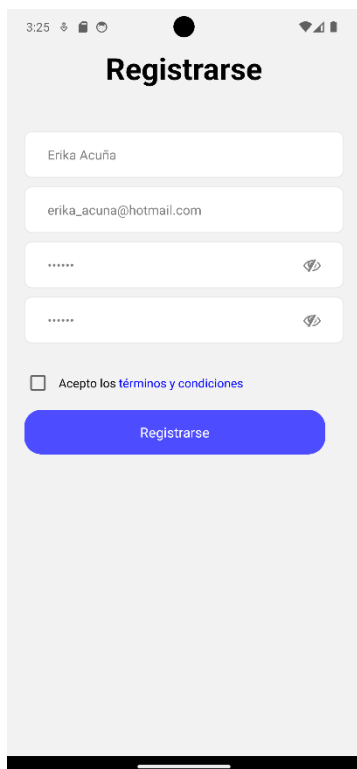 3:25
Registrarse
Erika Acuña
erika_acuna@hotmail.com
••••••
••••••
Acepto los términos y condiciones
Registrarse